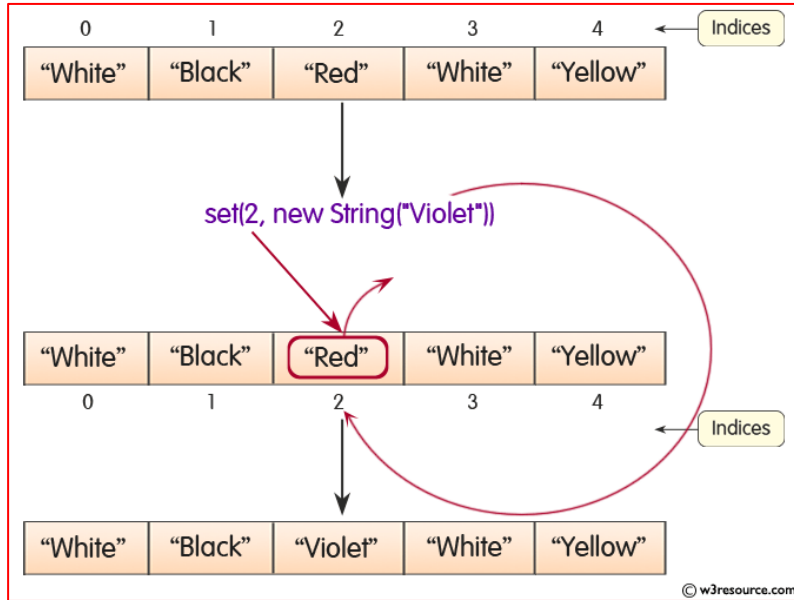 0 1 2 3 4 Indices
“White” “Black” “Red” “White” “Yellow”
set(2, new String("Violet"))
“White” “Black” “Red” “White” “Yellow”
0 1 2 3 4
Indices
“White” “Black” “Violet” “White” “Yellow”
© w3resource.com